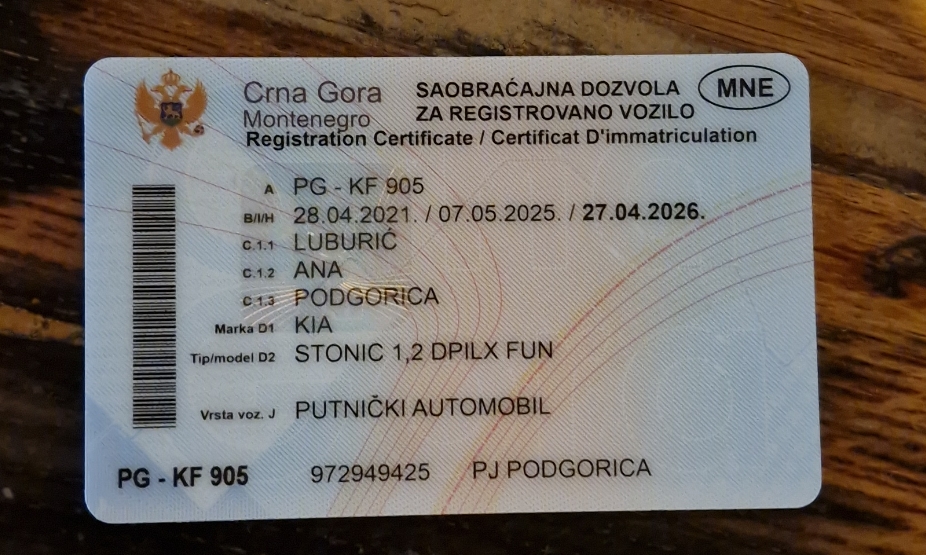 Crna Gora
Montenegro
SAOBRAĆAJNA DOZVOLA
ZA REGISTROVANO VOZILO
MNE
Registration Certificate / Certificat D'immatriculation
A PG - KF 905
B/I/H 28.04.2021. / 07.05.2025. / 27.04.2026.
C.1.1 LUBURIĆ
C.1.2 ANA
C.1.3 PODGORICA
Marka D1 KIA
Tip/model D2 STONIC 1,2 DPILX FUN
Vrsta voz. J PUTNIČKI AUTOMOBIL
PG - KF 905 972949425 PJ PODGORICA